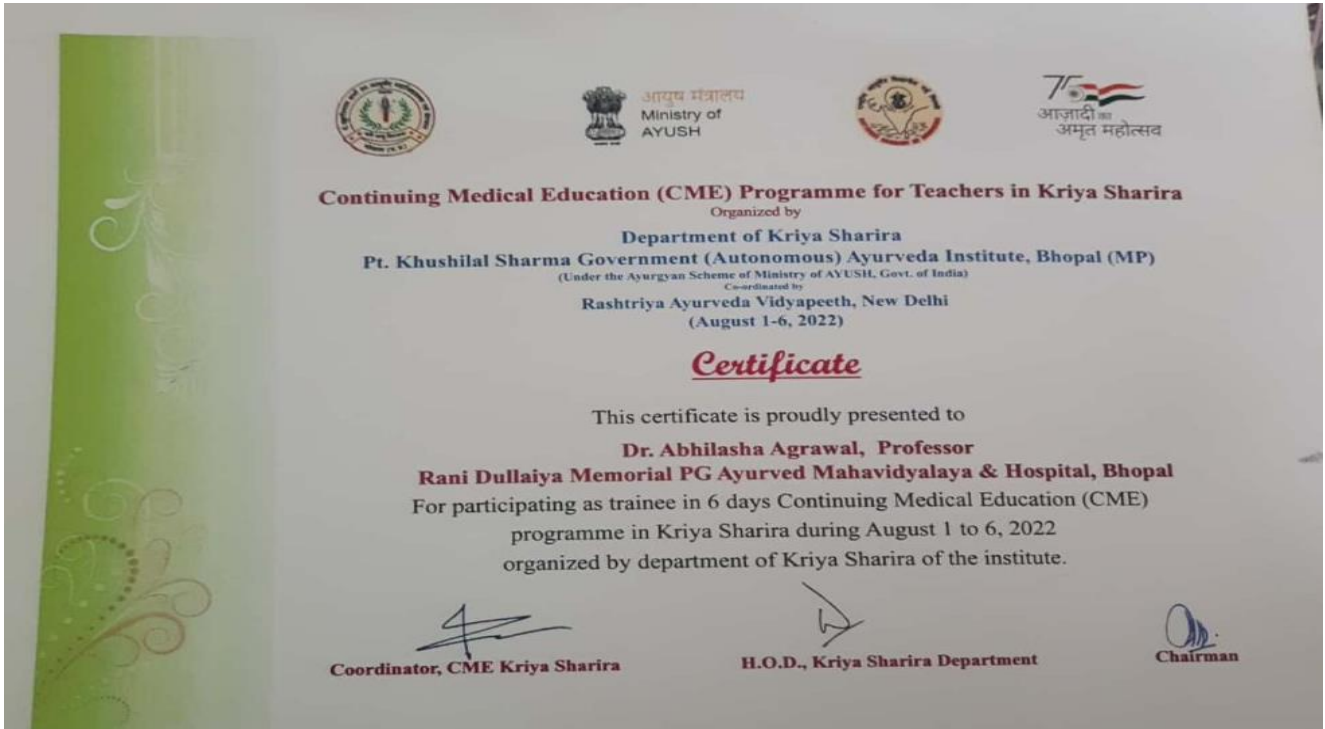 आयुष मंत्रालय
Ministry of
AYUSH
75
आज़ादी का
अमृत महोत्सव
Continuing Medical Education (CME) Programme for Teachers in Kriya Sharira
Organized by
Department of Kriya Sharira
Pt. Khushilal Sharma Government (Autonomous) Ayurveda Institute, Bhopal (MP)
(Under the Ayurgyan Scheme of Ministry of AYUSH, Govt. of India)
Co-ordinated by
Rashtriya Ayurveda Vidyapeeth, New Delhi
(August 1-6, 2022)
Certificate
This certificate is proudly presented to
Dr. Abhilasha Agrawal, Professor
Rani Dullaiya Memorial PG Ayurved Mahavidyalaya & Hospital, Bhopal
For participating as trainee in 6 days Continuing Medical Education (CME)
programme in Kriya Sharira during August 1 to 6, 2022
organized by department of Kriya Sharira of the institute.
Coordinator, CME Kriya Sharira
H.O.D., Kriya Sharira Department
Chairman